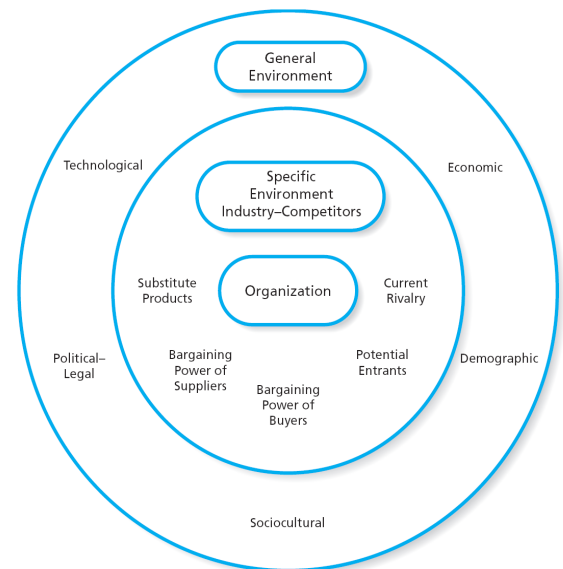 General
Environment
Technological
Economic
Specific
Environment
Industry–Competitors
Substitute
Products
Organization
Current
Rivalry
Political–
Legal
Bargaining
Power of
Suppliers
Bargaining
Power of
Buyers
Potential
Entrants
Demographic
Sociocultural